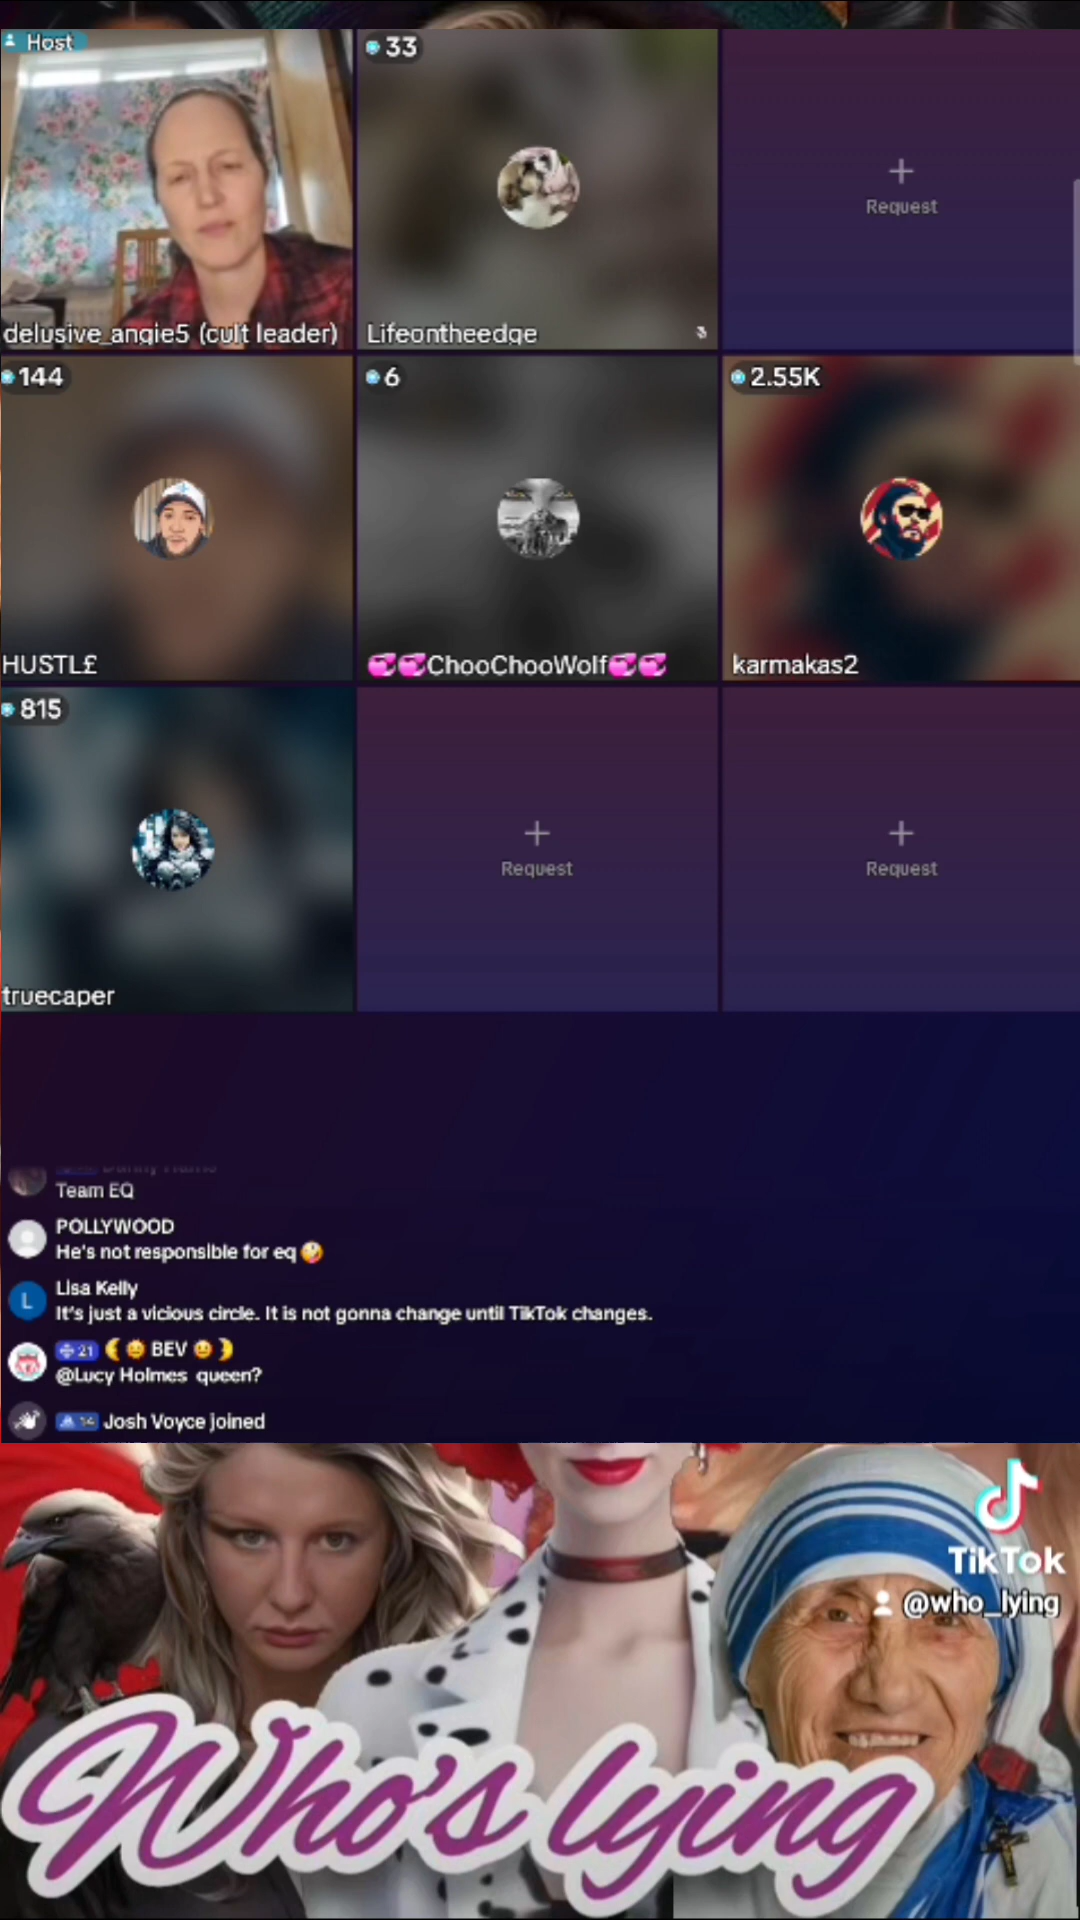 Host
33
Request
delusive_angie5 (cult leader)
Lifeontheedge
144
6
2.55K
HUSTL£
💞💞ChooChooWolf💞💞
karmakas2
815
Request
Request
truecaper
Team EQ
POLLYWOOD
He's not responsible for eq 🤪
L
Lisa Kelly
It's just a vicious circle. It is not gonna change until TikTok changes.
21 🌜🌞 BEV 🌞🌛
@Lucy Holmes queen?
14 Josh Voyce joined
TikTok
@who_lying
Who's lying